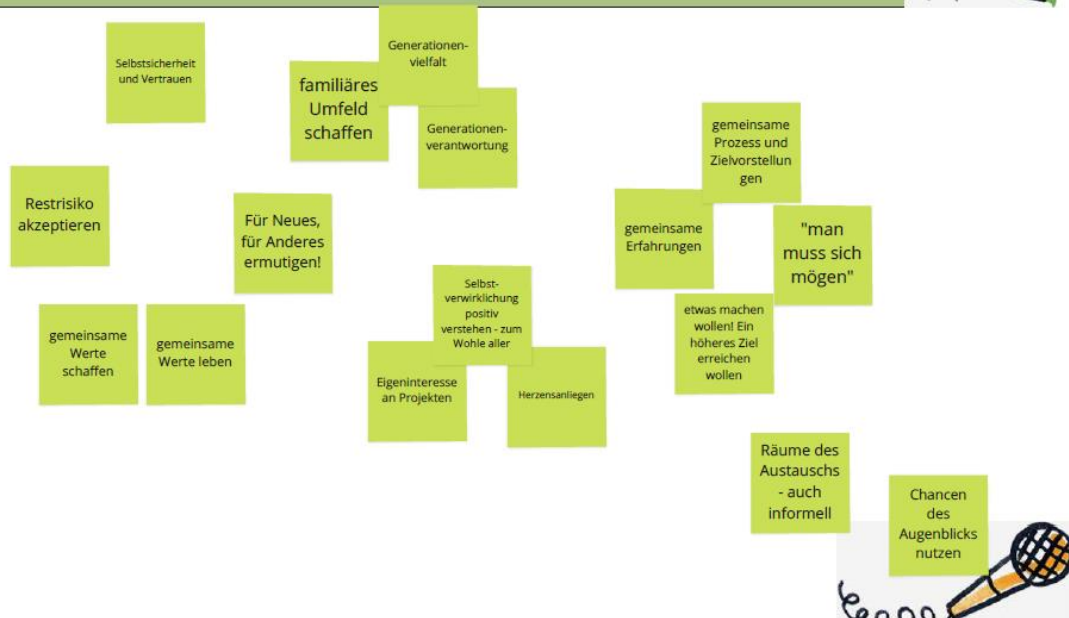 Selbstsicherheit
und Vertrauen
familiäres
Umfeld
schaffen
Generationen-
vielfalt
Generationen-
verantwortung
Restrisiko
akzeptieren
Für Neues,
für Anderes
ermutigen!
gemeinsame
Werte
schaffen
gemeinsame
Werte leben
Selbst-
verwirklichung
positiv
verstehen - zum
Wohle aller
Eigeninteresse
an Projekten
Herzensanliegen
gemeinsame
Prozess und
Zielvorstellun
gen
gemeinsame
Erfahrungen
"man
muss sich
mögen"
etwas machen
wollen! Ein
höheres Ziel
erreichen
wollen
Räume des
Austauschs
- auch
informell
Chancen
des
Augenblicks
nutzen